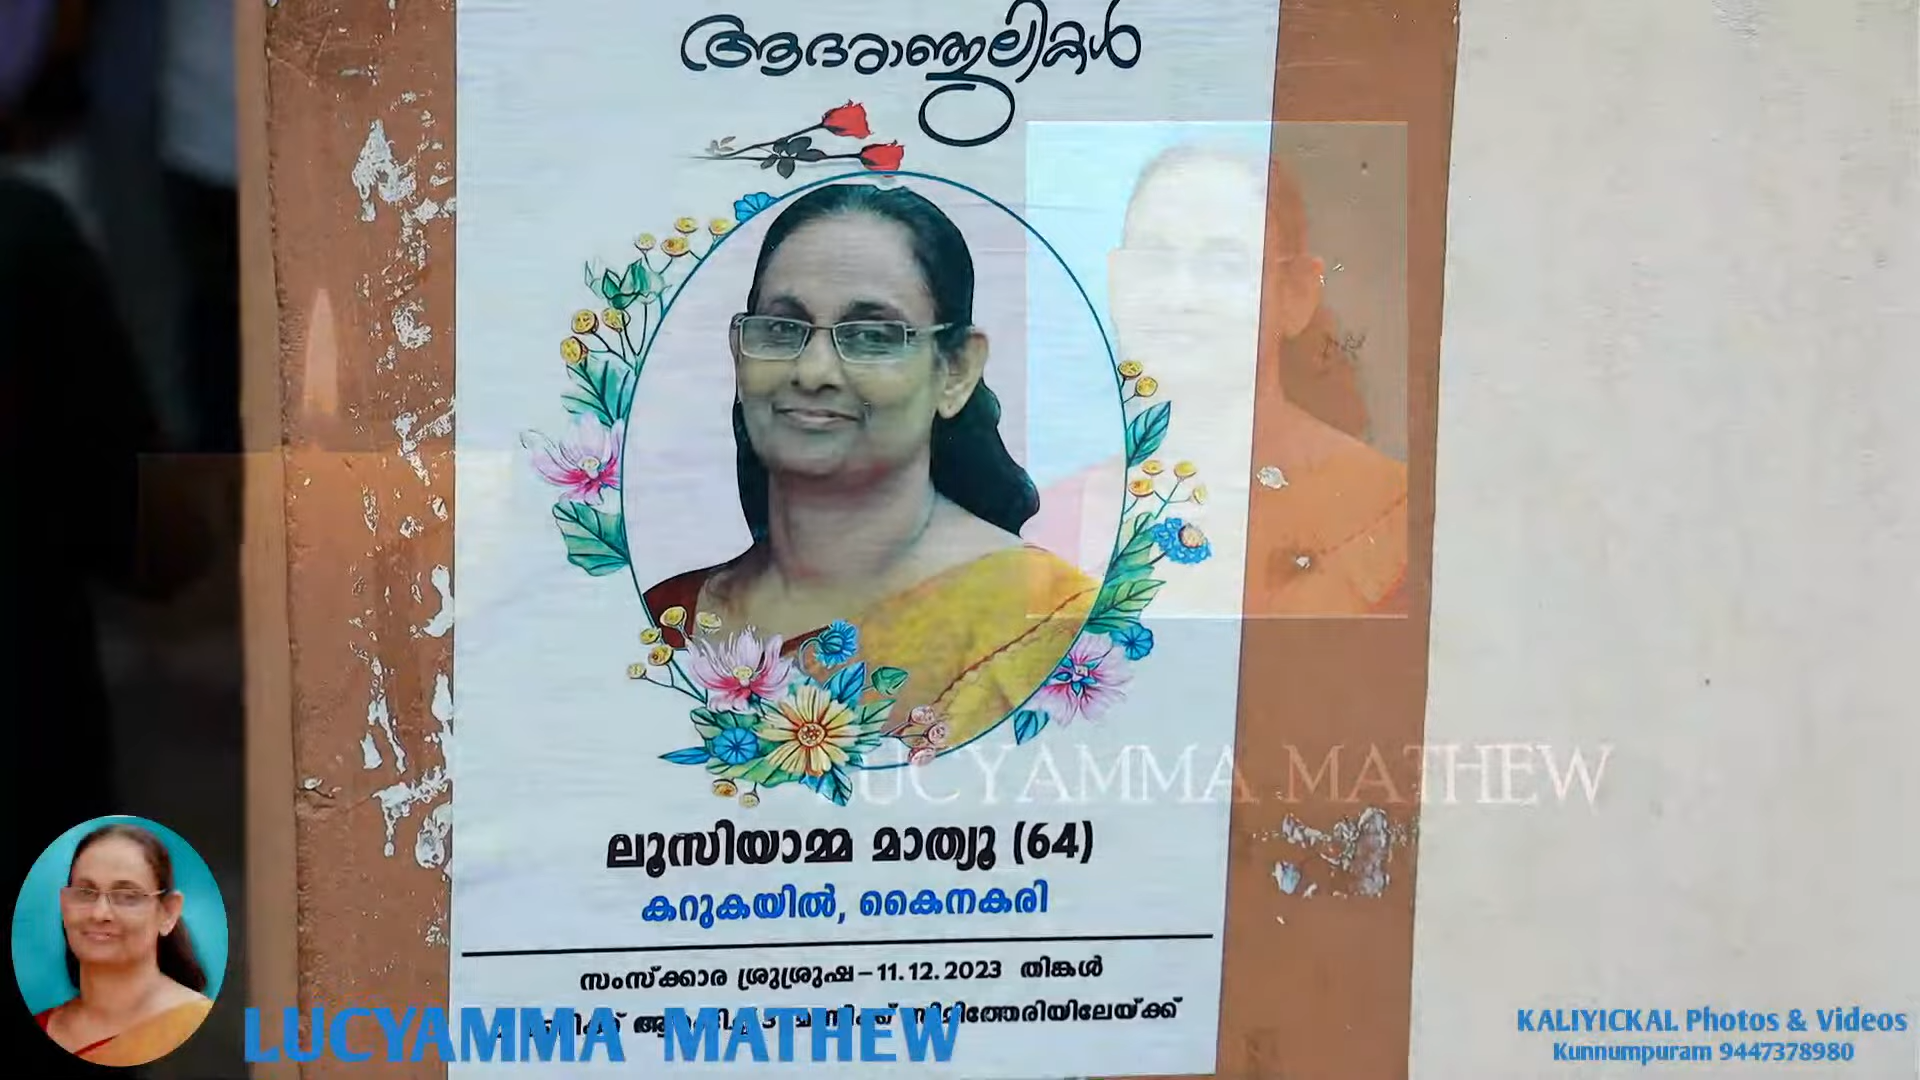 ആദരാഞ്ജലികൾ
LUCYAMMA MATHEW
ലൂസിയാമ്മ മാത്യൂ (64)
കറുകയിൽ, കൈനകരി
സംസ്ക്കാര ശുശ്രൂഷ-11.12.2023 തിങ്കൾ
സിമിത്തേരിയിലേയ്ക്ക്
LUCYAMMA MATHEW
KALIYICKAL Photos & Videos
Kunnumpuram 9447378980